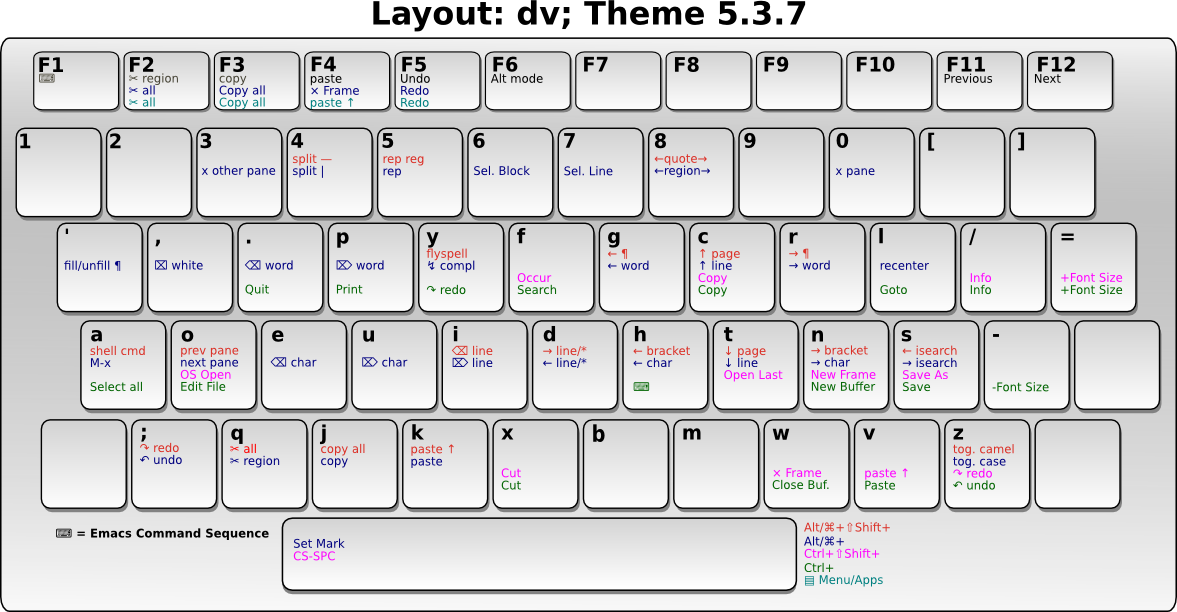 Layout: dv; Theme 5.3.7
F1
⌨
F2
✂ region
✂ all
✂ all
F3
copy
Copy all
Copy all
F4
paste
× Frame
paste ↑
F5
Undo
Redo
Redo
F6
Alt mode
F7
F8
F9
F10
F11
Previous
F12
Next
1
2
3
x other pane
4
split —
split |
5
rep reg
rep
6
Sel. Block
7
Sel. Line
8
←quote→
←region→
9
0
x pane
[
]
'
fill/unfill ¶
,
⌧ white
.
⌫ word
Quit
p
⌦ word
Print
y
flyspell
↯ compl
↷ redo
f
Occur
Search
g
← ¶
← word
c
↑ page
↑ line
Copy
Copy
r
→ ¶
→ word
l
recenter
Goto
/
Info
Info
=
+Font Size
+Font Size
a
shell cmd
M-x
Select all
o
prev pane
next pane
OS Open
Edit File
e
⌫ char
u
⌦ char
i
⌫ line
⌦ line
d
→ line/*
← line/*
h
← bracket
← char
⌨
t
↓ page
↓ line
Open Last
n
→ bracket
→ char
New Frame
New Buffer
s
← isearch
→ isearch
Save As
Save
-
-Font Size
;
↷ redo
↶ undo
q
✂ all
✂ region
j
copy all
copy
k
paste ↑
paste
x
Cut
Cut
b
m
w
× Frame
Close Buf.
v
paste ↑
Paste
z
tog. camel
tog. case
↷ redo
↶ undo
⌨ = Emacs Command Sequence
Set Mark
CS-SPC
Alt/⌘+⇧Shift+
Alt/⌘+
Ctrl+⇧Shift+
Ctrl+
▤ Menu/Apps